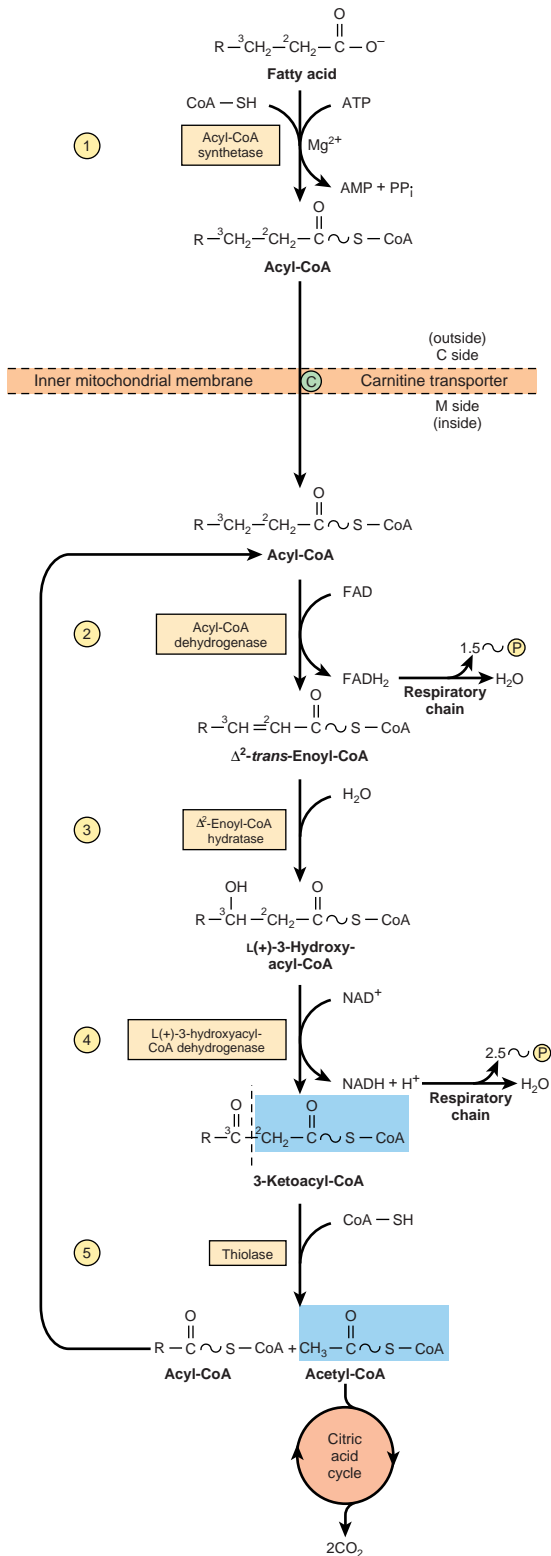 O
R—³CH₂—²CH₂—C—O⁻
Fatty acid
CoA—SH
ATP
1
Acyl-CoA
synthetase
Mg²⁺
AMP + PPi
O
R—³CH₂—²CH₂—C~S—CoA
Acyl-CoA
(outside)
C side
Inner mitochondrial membrane
C
Carnitine transporter
M side
(inside)
O
R—³CH₂—²CH₂—C~S—CoA
Acyl-CoA
FAD
2
Acyl-CoA
dehydrogenase
1.5~P
FADH₂
H₂O
Respiratory
chain
O
R—³CH=²CH—C~S—CoA
Δ²-trans-Enoyl-CoA
H₂O
3
Δ²-Enoyl-CoA
hydratase
OH
O
R—³CH—²CH₂—C~S—CoA
L(+)-3-Hydroxy-
acyl-CoA
NAD⁺
4
L(+)-3-hydroxyacyl-
CoA dehydrogenase
2.5~P
NADH + H⁺
H₂O
Respiratory
chain
O
O
R—³C—²CH₂—C~S—CoA
3-Ketoacyl-CoA
CoA—SH
5
Thiolase
O
O
R—C~S—CoA + CH₃—C~S—CoA
Acyl-CoA
Acetyl-CoA
Citric
acid
cycle
2CO₂